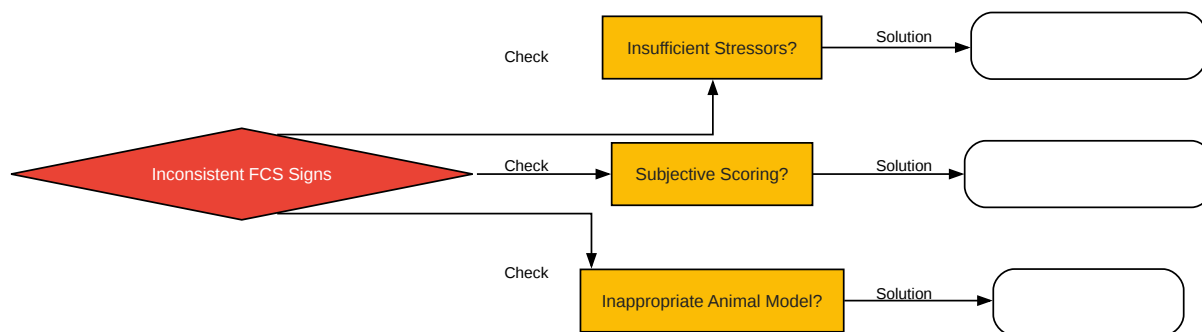 Check
Insufficient Stressors?
Solution
Inconsistent FCS Signs
Check
Subjective Scoring?
Solution
Check
Inappropriate Animal Model?
Solution